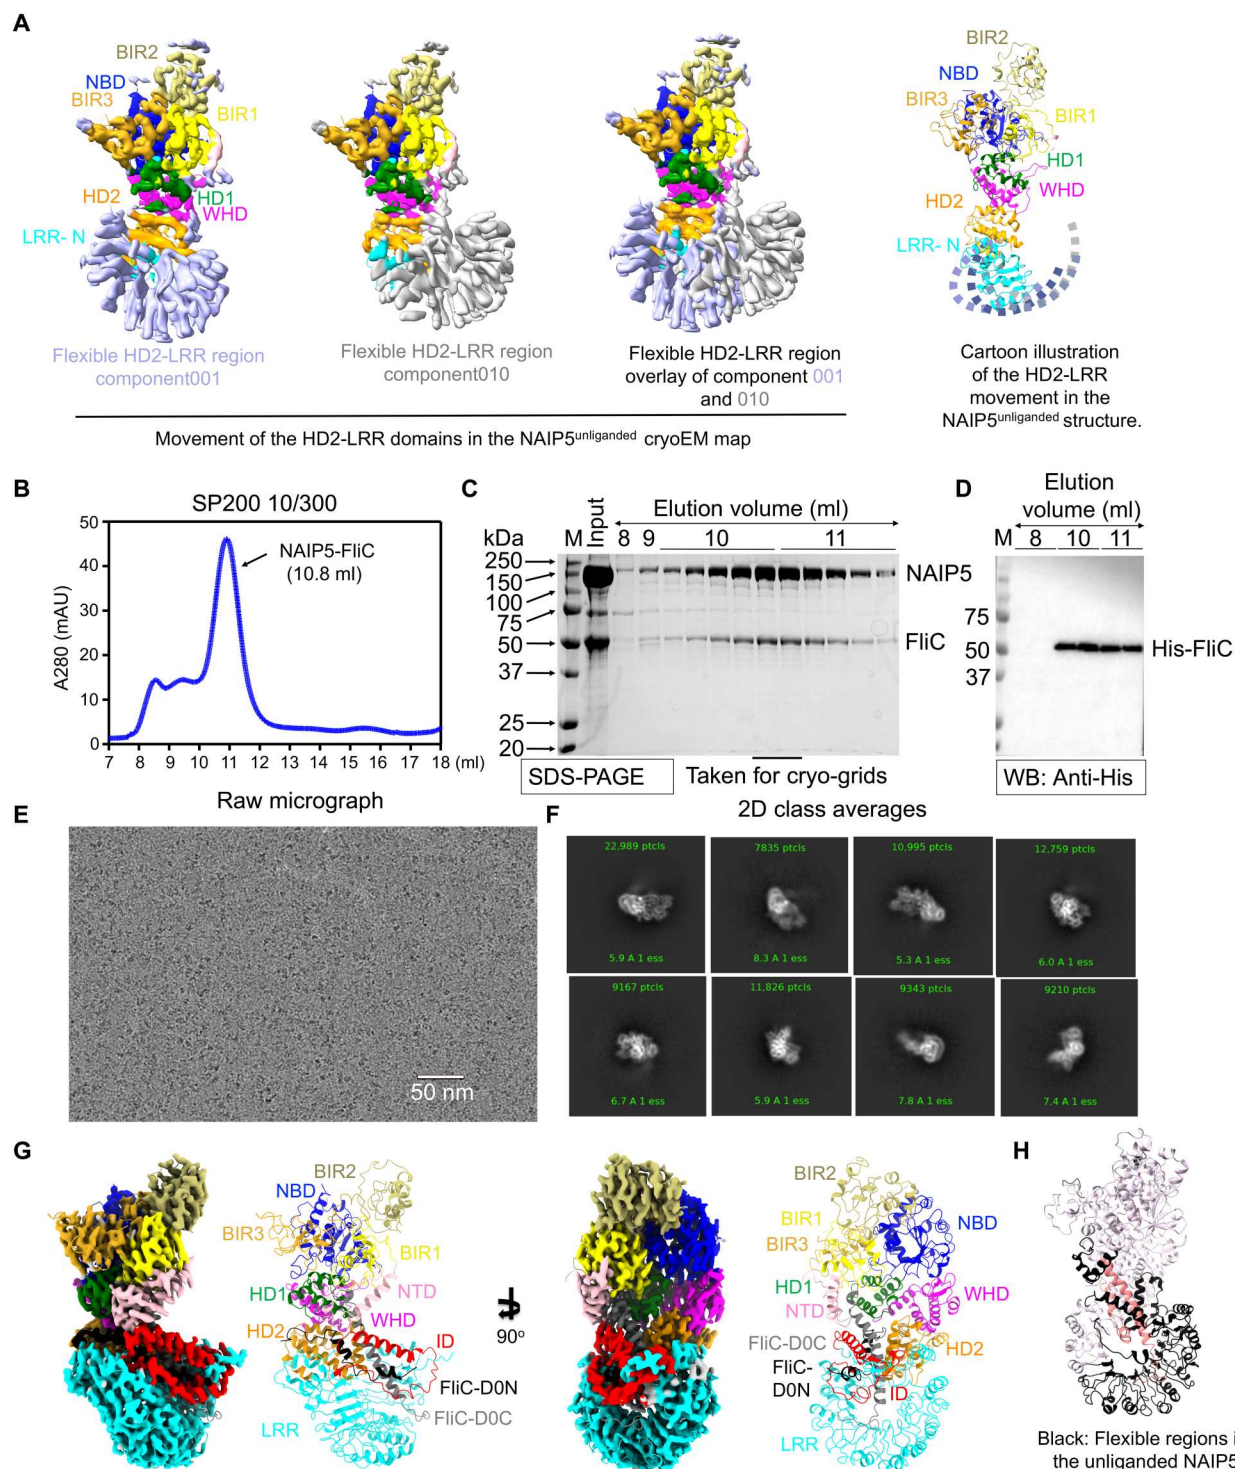 A
BIR2
NBD
BIR3
BIR1
HD2
HD1
WHD
LRR- N
BIR2
NBD
BIR3
BIR1
HD1
WHD
HD2
LRR- N
Flexible HD2-LRR region
component001
Flexible HD2-LRR region
component010
Flexible HD2-LRR region
overlay of component 001
and 010
Cartoon illustration
of the HD2-LRR
movement in the
NAIP5unliganded structure.
Movement of the HD2-LRR domains in the NAIP5unliganded cryoEM map
B
SP200 10/300
A280 (mAU)
50
40
30
20
10
0
7 8 9 10 11 12 13 14 15 16 17 18 (ml)
NAIP5-FliC
(10.8 ml)
C
Elution volume (ml)
kDa M Input 8 9 10 11
250
150
100
75
50
37
25
20
NAIP5
FliC
SDS-PAGE
Taken for cryo-grids
D
Elution
volume (ml)
M 8 10 11
75
50
37
His-FliC
WB: Anti-His
E
Raw micrograph
50 nm
F
2D class averages
22,989 ptcls
5.9 A 1 ess
7835 ptcls
8.3 A 1 ess
10,995 ptcls
5.3 A 1 ess
12,759 ptcls
6.0 A 1 ess
9167 ptcls
6.7 A 1 ess
11,826 ptcls
5.9 A 1 ess
9343 ptcls
7.8 A 1 ess
9210 ptcls
7.4 A 1 ess
G
BIR2
NBD
BIR3
BIR1
HD1
NTD
WHD
HD2
ID
FliC-D0N
FliC-D0C
LRR
90o
BIR2
BIR1
NBD
BIR3
HD1
NTD
WHD
FliC-D0C
HD2
FliC-
D0N
ID
LRR
H
Black: Flexible regions i
the unliganded NAIP5